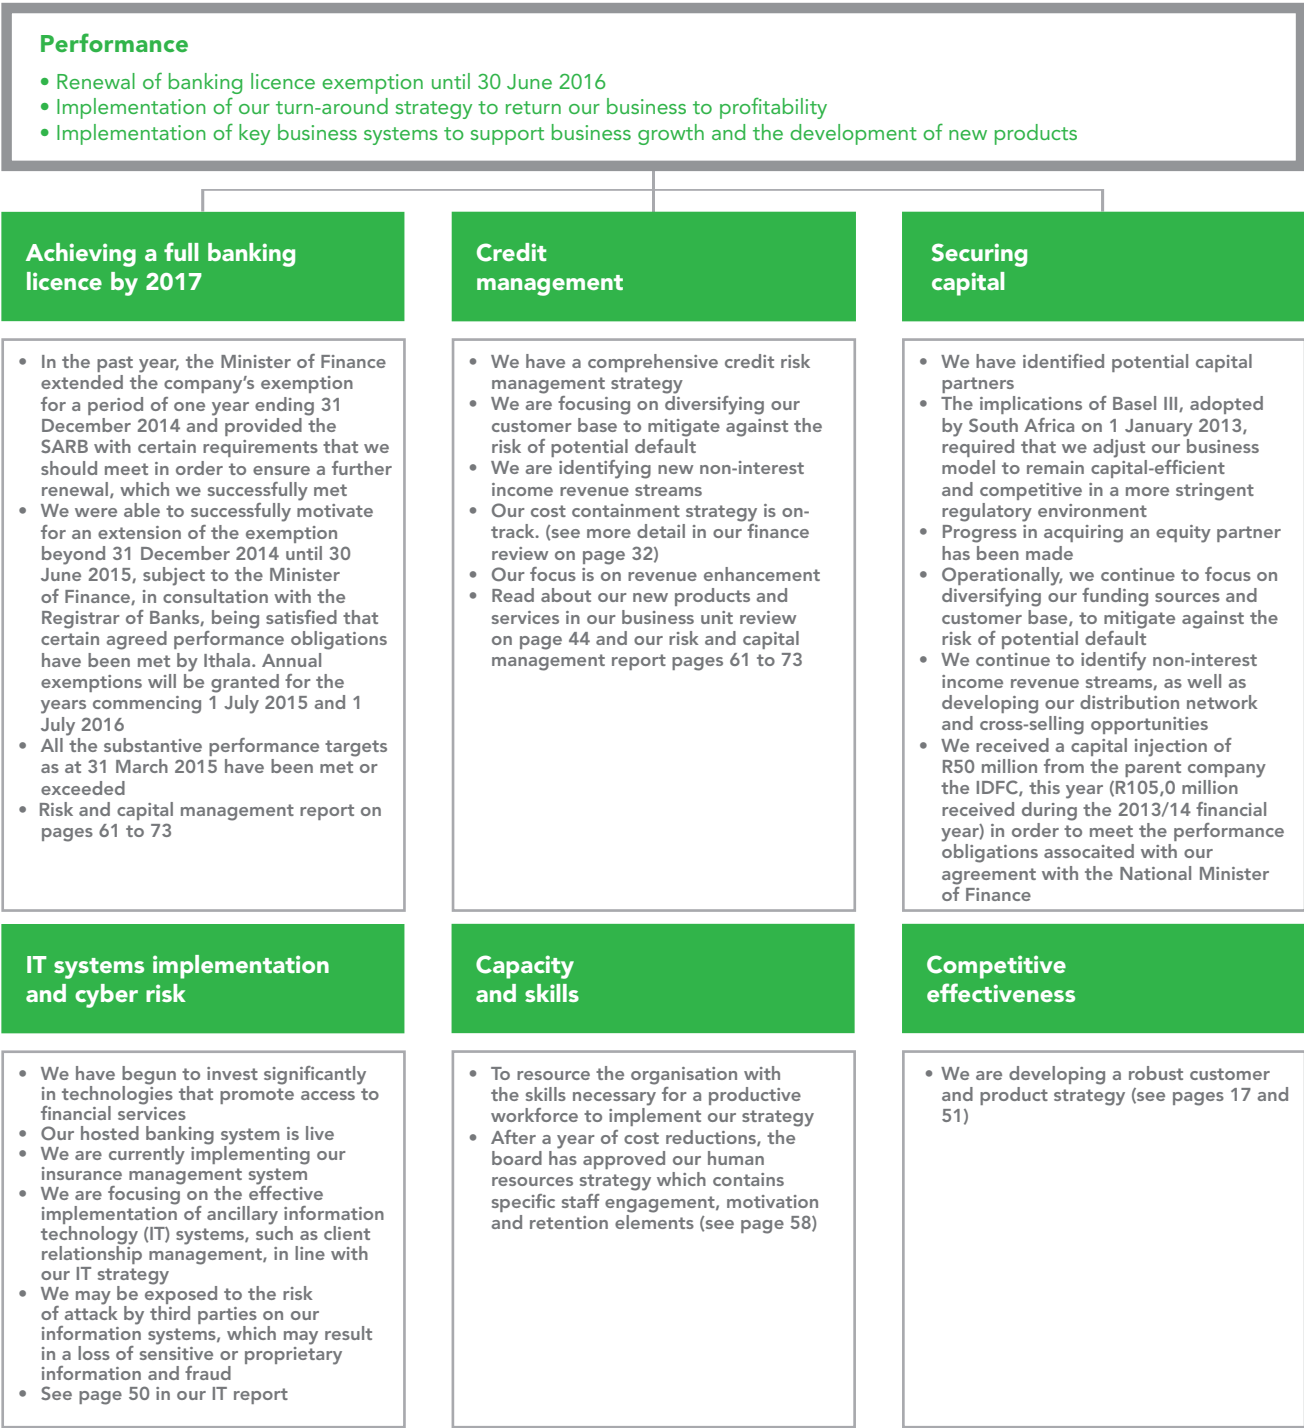 Performance
• Renewal of banking licence exemption until 30 June 2016
• Implementation of our turn-around strategy to return our business to profitability
• Implementation of key business systems to support business growth and the development of new products
Achieving a full banking
licence by 2017
• In the past year, the Minister of Finance
extended the company's exemption
for a period of one year ending 31
December 2014 and provided the
SARB with certain requirements that we
should meet in order to ensure a further
renewal, which we successfully met
• We were able to successfully motivate
for an extension of the exemption
beyond 31 December 2014 until 30
June 2015, subject to the Minister
of Finance, in consultation with the
Registrar of Banks, being satisfied that
certain agreed performance obligations
have been met by Ithala. Annual
exemptions will be granted for the
years commencing 1 July 2015 and 1
July 2016
• All the substantive performance targets
as at 31 March 2015 have been met or
exceeded
• Risk and capital management report on
pages 61 to 73
Credit
management
• We have a comprehensive credit risk
management strategy
• We are focusing on diversifying our
customer base to mitigate against the
risk of potential default
• We are identifying new non-interest
income revenue streams
• Our cost containment strategy is on-
track. (see more detail in our finance
review on page 32)
• Our focus is on revenue enhancement
• Read about our new products and
services in our business unit review
on page 44 and our risk and capital
management report pages 61 to 73
Securing
capital
• We have identified potential capital
partners
• The implications of Basel III, adopted
by South Africa on 1 January 2013,
required that we adjust our business
model to remain capital-efficient
and competitive in a more stringent
regulatory environment
• Progress in acquiring an equity partner
has been made
• Operationally, we continue to focus on
diversifying our funding sources and
customer base, to mitigate against the
risk of potential default
• We continue to identify non-interest
income revenue streams, as well as
developing our distribution network
and cross-selling opportunities
• We received a capital injection of
R50 million from the parent company
the IDFC, this year (R105,0 million
received during the 2013/14 financial
year) in order to meet the performance
obligations assocaited with our
agreement with the National Minister
of Finance
IT systems implementation
and cyber risk
• We have begun to invest significantly
in technologies that promote access to
financial services
• Our hosted banking system is live
• We are currently implementing our
insurance management system
• We are focusing on the effective
implementation of ancillary information
technology (IT) systems, such as client
relationship management, in line with
our IT strategy
• We may be exposed to the risk
of attack by third parties on our
information systems, which may result
in a loss of sensitive or proprietary
information and fraud
• See page 50 in our IT report
Capacity
and skills
• To resource the organisation with
the skills necessary for a productive
workforce to implement our strategy
• After a year of cost reductions, the
board has approved our human
resources strategy which contains
specific staff engagement, motivation
and retention elements (see page 58)
Competitive
effectiveness
• We are developing a robust customer
and product strategy (see pages 17 and
51)